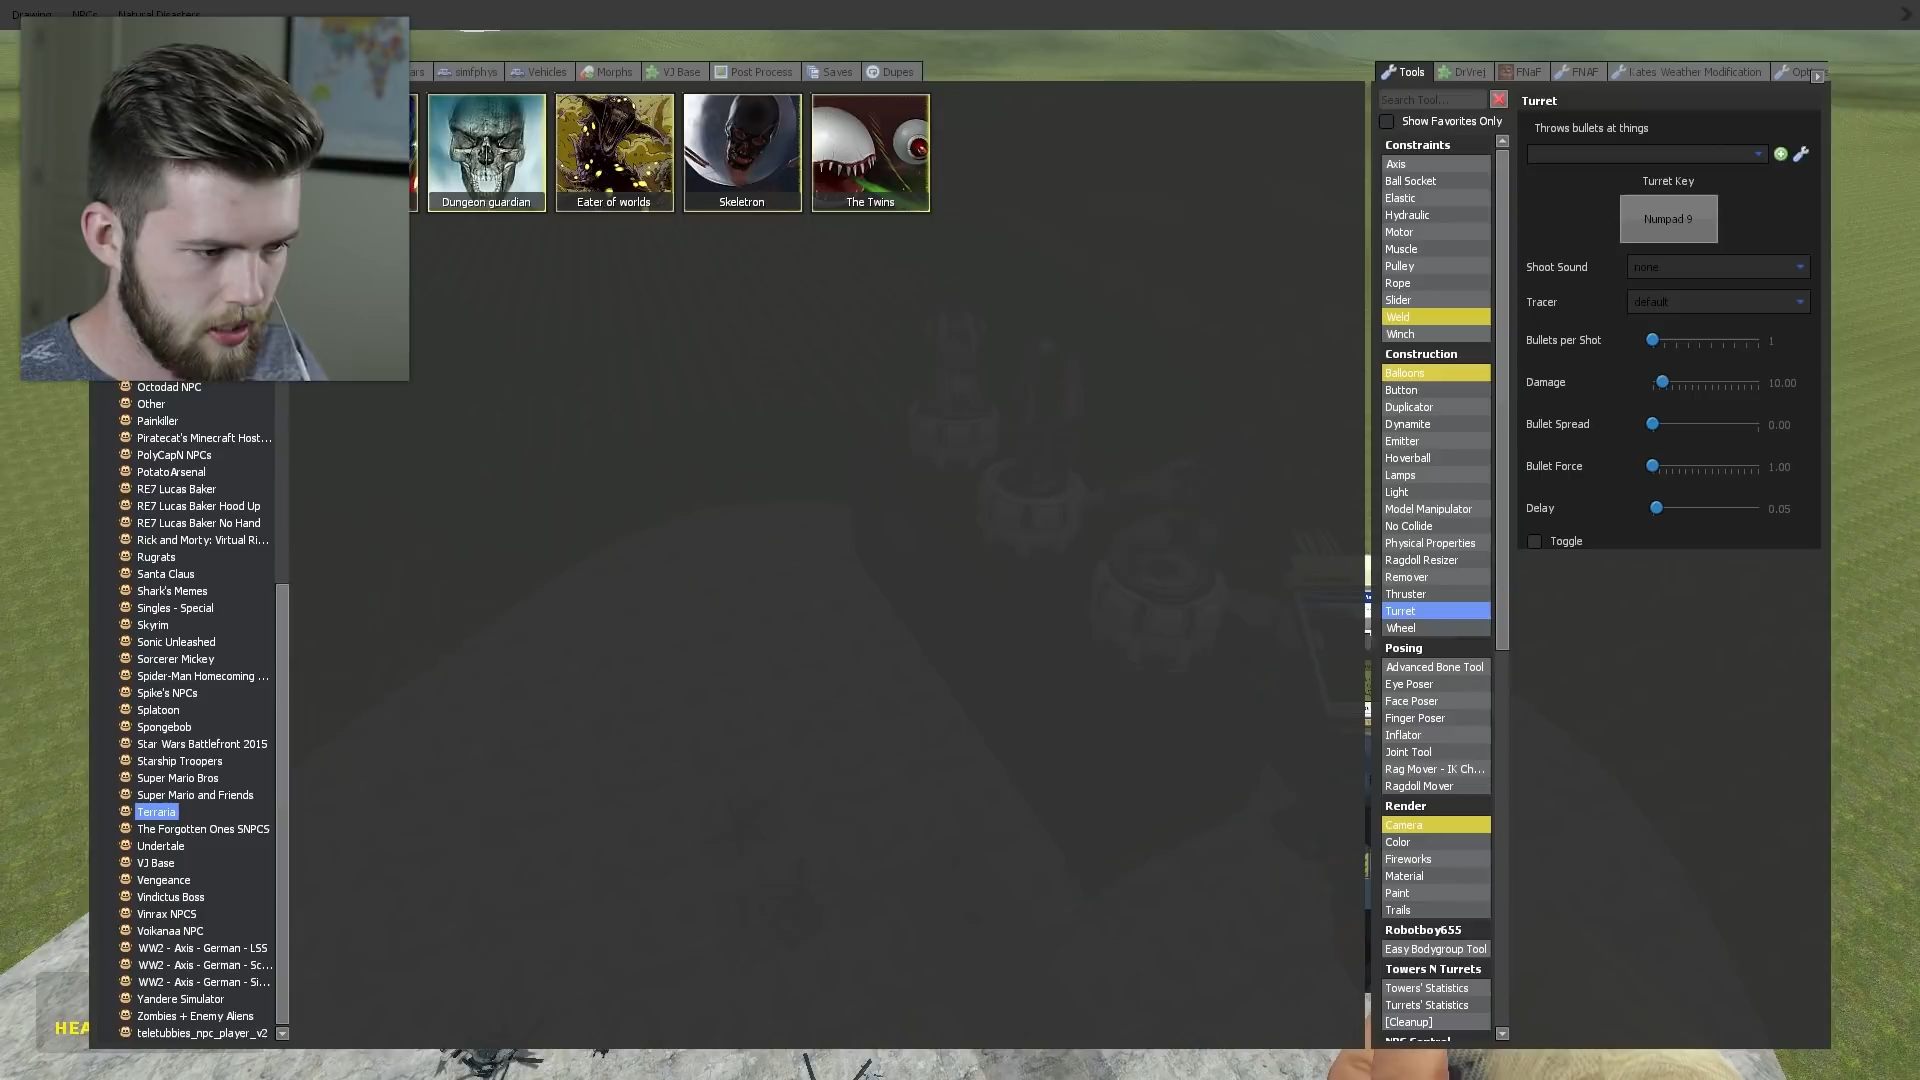 Drawing NPCs Natural Disasters
simfphys Vehicles Morphs VJ Base Post Process Saves Dupes
Dungeon guardian
Eater of worlds
Skeletron
The Twins
Octodad NPC
Other
Painkiller
Piratecat's Minecraft Host...
PolyCapN NPCs
PotatoArsenal
RE7 Lucas Baker
RE7 Lucas Baker Hood Up
RE7 Lucas Baker No Hand
Rick and Morty: Virtual Ri...
Rugrats
Santa Claus
Shark's Memes
Singles - Special
Skyrim
Sonic Unleashed
Sorcerer Mickey
Spider-Man Homecoming ...
Spike's NPCs
Splatoon
Spongebob
Star Wars Battlefront 2015
Starship Troopers
Super Mario Bros
Super Mario and Friends
Terraria
The Forgotten Ones SNPCS
Undertale
VJ Base
Vengeance
Vindictus Boss
Vinrax NPCS
Voikanaa NPC
WW2 - Axis - German - LSS
WW2 - Axis - German - Sc...
WW2 - Axis - German - Si...
Yandere Simulator
Zombies + Enemy Aliens
teletubbies_npc_player_v2
HEA
Tools DrVrej FNaF FNAF Kates Weather Modification
Search Tool...
Show Favorites Only
Constraints
Axis
Ball Socket
Elastic
Hydraulic
Motor
Muscle
Pulley
Rope
Slider
Weld
Winch
Construction
Balloons
Button
Duplicator
Dynamite
Emitter
Hoverball
Lamps
Light
Model Manipulator
No Collide
Physical Properties
Ragdoll Resizer
Remover
Thruster
Turret
Wheel
Posing
Advanced Bone Tool
Eye Poser
Face Poser
Finger Poser
Inflator
Joint Tool
Rag Mover - IK Ch...
Ragdoll Mover
Render
Camera
Color
Fireworks
Material
Paint
Trails
Robotboy655
Easy Bodygroup Tool
Towers N Turrets
Towers' Statistics
Turrets' Statistics
[Cleanup]
NPC Control
Turret
Throws bullets at things
Turret Key
Numpad 9
Shoot Sound none
Tracer default
Bullets per Shot 1
Damage 10.00
Bullet Spread 0.00
Bullet Force 1.00
Delay 0.05
Toggle